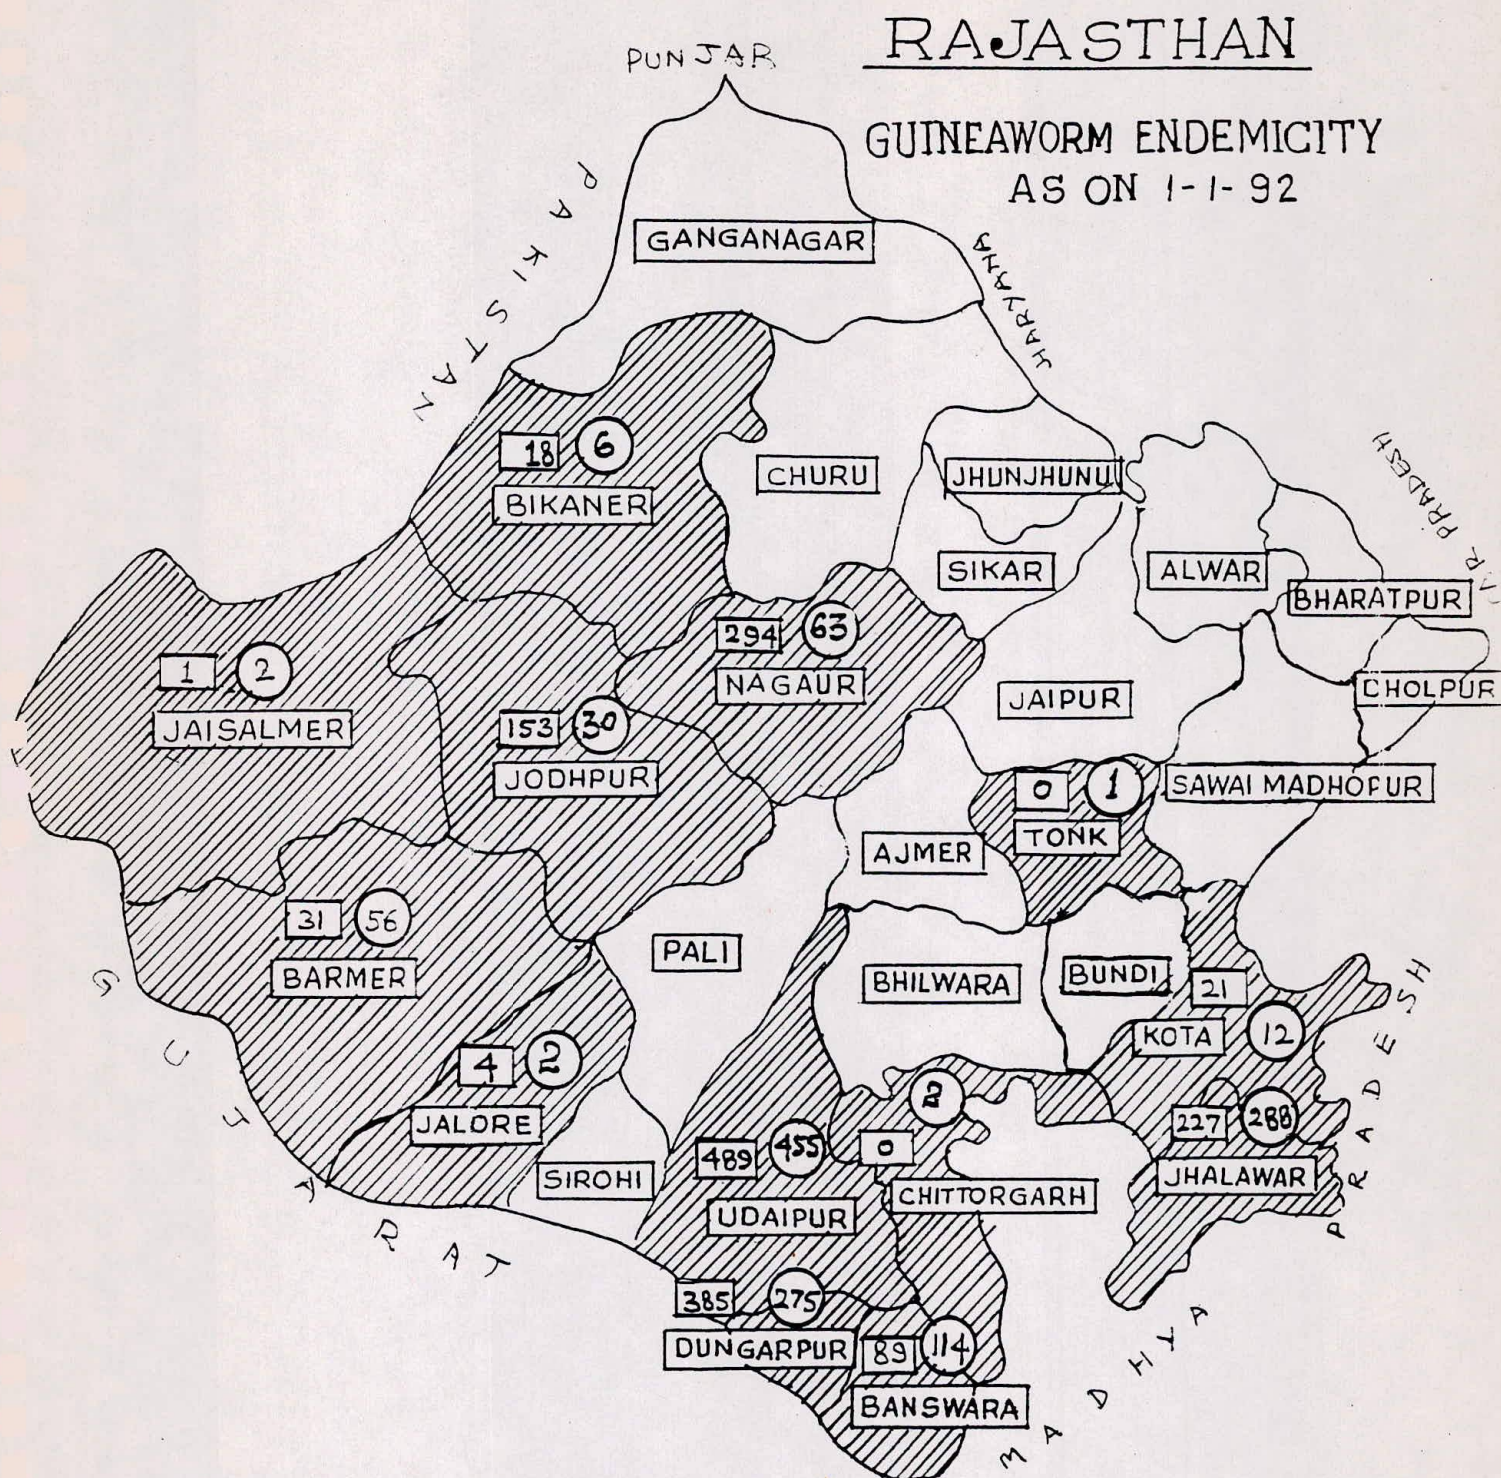 RAJASTHAN
PUNJAR
GUINEAWORM ENDEMICITY
AS ON 1-1-92
PAKISTAN
HARYANA
GANGANAGAR
18 6
BIKANER
CHURU
JHUNJHUNU
PRADESH
SIKAR
ALWAR
BHARATPUR
294 63
NAGAUR
1 2
JAISALMER
JAIPUR
CHOLPUR
153 30
JODHPUR
0 1
TONK
SAWAI MADHOPUR
AJMER
31 56
BARMER
PALI
BHILWARA
BUNDI
21
KOTA 12
4 2
JALORE
2
0
CHITTORGARH
227 288
JHALAWAR
489 455
UDAIPUR
SIROHI
GUJARAT
385 275
DUNGARPUR
89 114
BANSWARA
MADHYA PRADESH